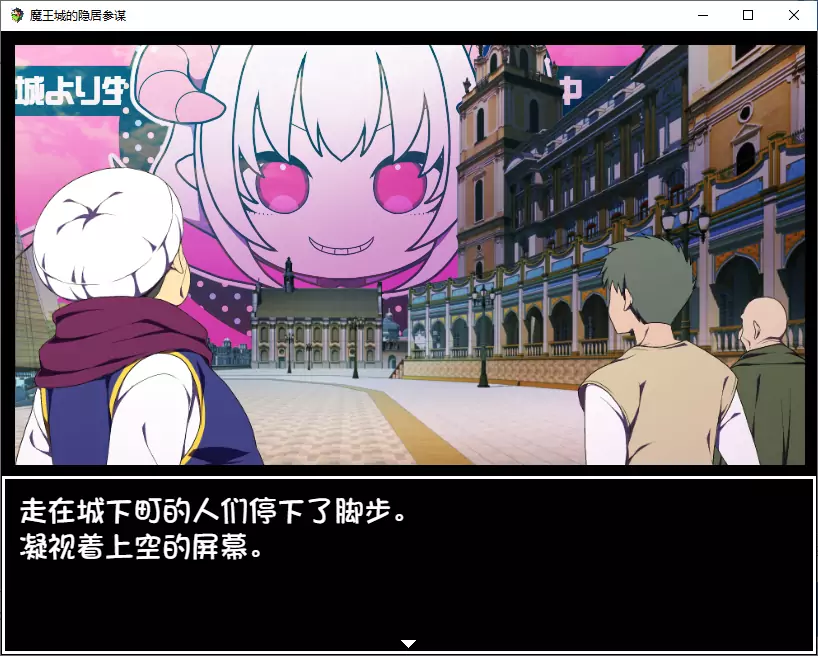 魔王城的隐居参谋
城より生
中
走在城下町的人们停下了脚步。
凝视着上空的屏幕。